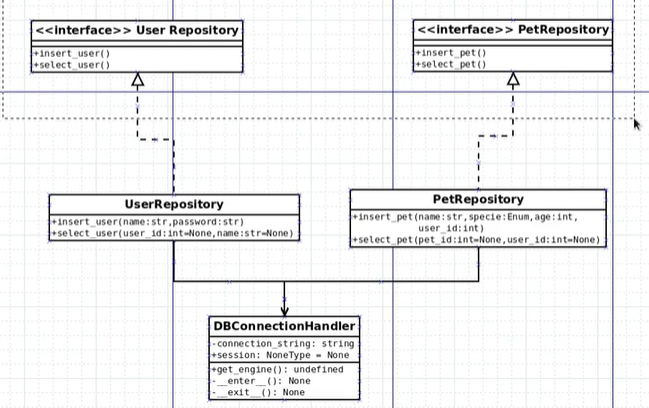 <<interface>> User Repository
+insert_user()
+select_user()
<<interface>> PetRepository
+insert_pet()
+select_pet()
UserRepository
+insert_user(name:str,password:str)
+select_user(user_id:int=None,name:str=None)
PetRepository
+insert_pet(name:str,specie:Enum,age:int,
user_id:int)
+select_pet(pet_id:int=None,user_id:int=None)
DBConnectionHandler
-connection_string: string
+session: NoneType = None
+get_engine(): undefined
-__enter__(): None
-__exit__(): None